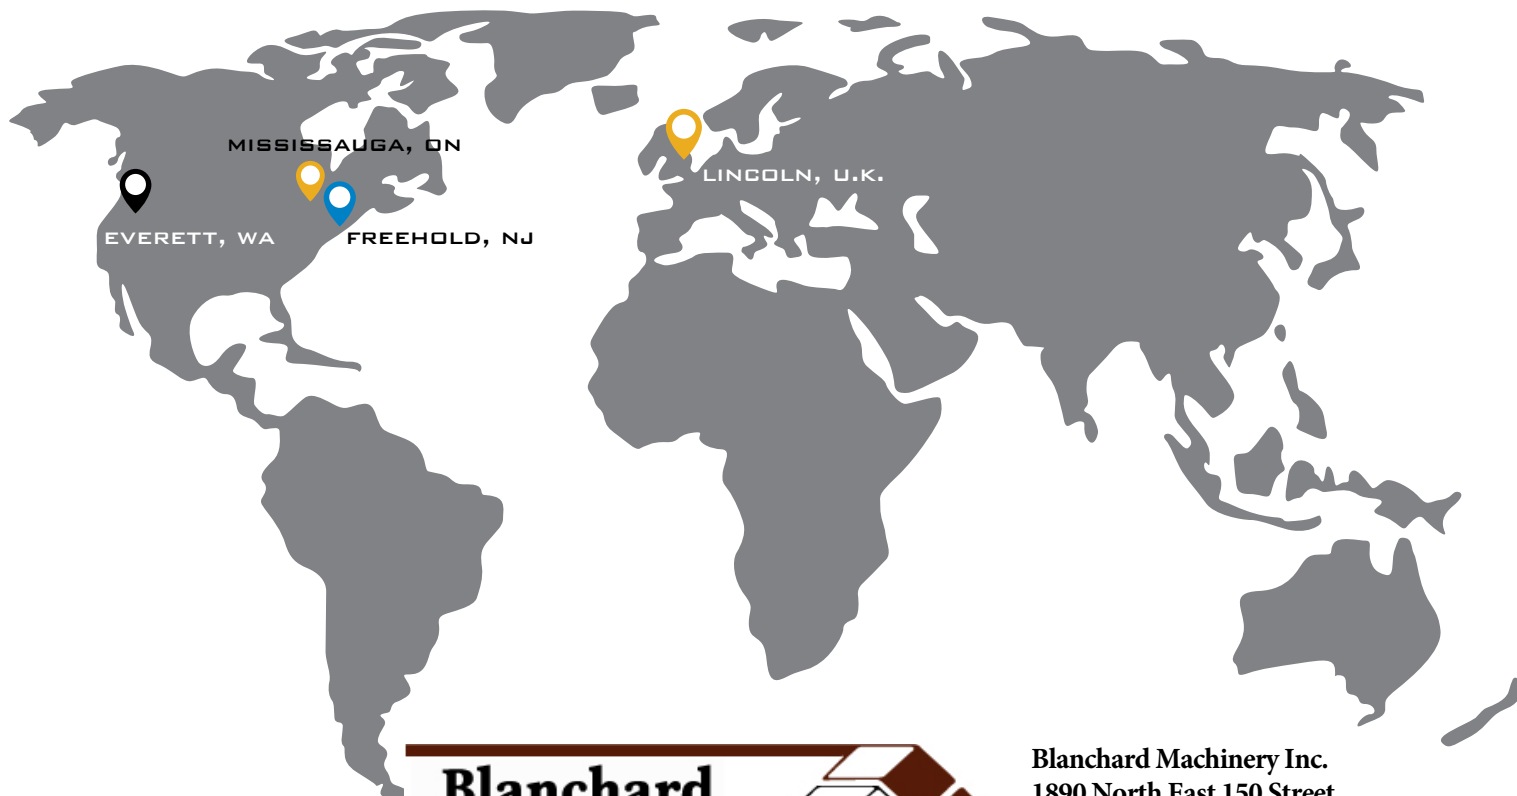 MISSISSAUGA, ON
LINCOLN, U.K.
EVERETT, WA
FREEHOLD, NJ
Blanchard Machinery Inc.
1890 North East 150 Street
Blanchard